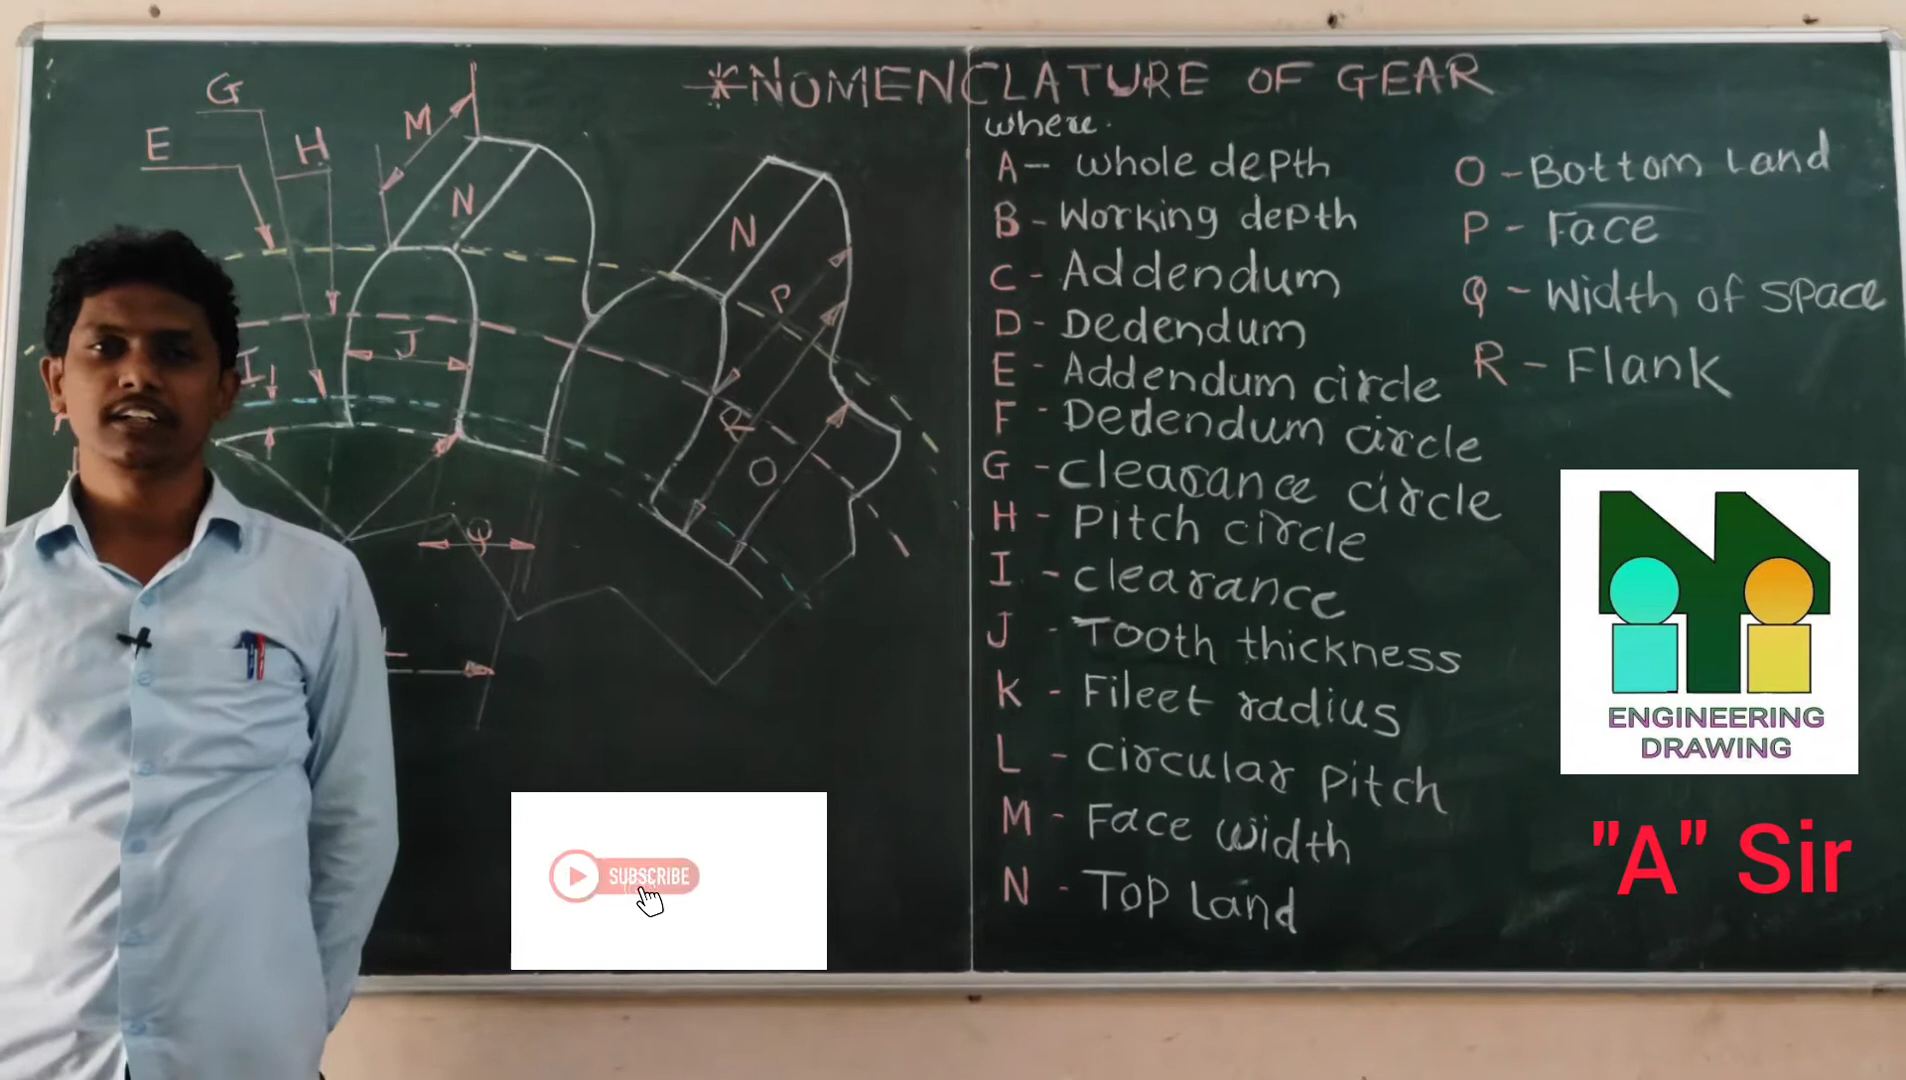 *NOMENCLATURE OF GEAR
where.
A - whole depth
B - Working depth
C - Addendum
D - Dedendum
E - Addendum circle
F - Dedendum circle
G - clearance circle
H - Pitch circle
I - clearance
J - Tooth thickness
K - Fileet radius
L - circular pitch
M - Face width
N - Top Land
O - Bottom Land
P - Face
Q - Width of space
R - Flank
G
E
H
M
N
N
P
J
I
R
O
Q
L
SUBSCRIBE
ENGINEERING
DRAWING
"A" Sir